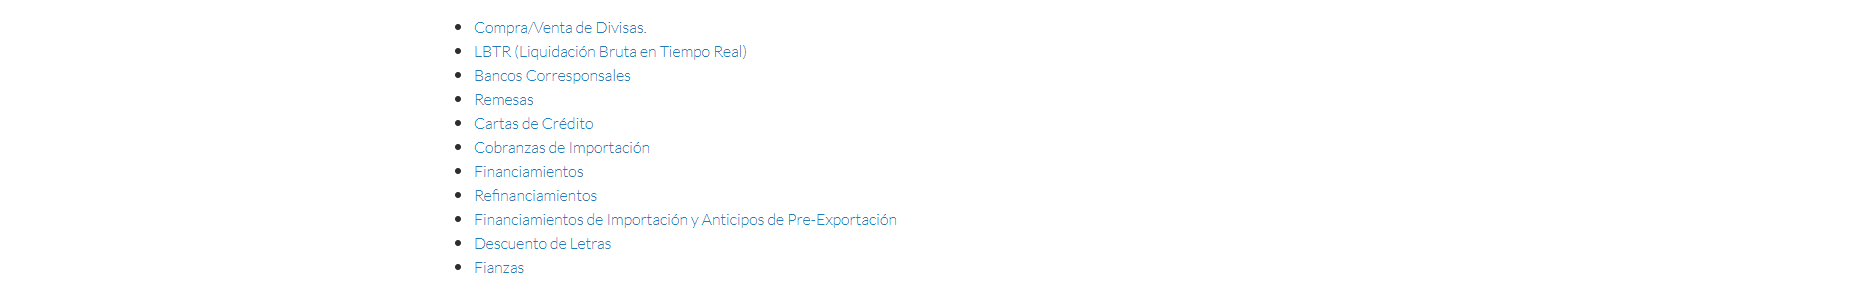 Compra/Venta de Divisas.
LBTR (Liquidación Bruta en Tiempo Real)
Bancos Corresponsales
Remesas
Cartas de Crédito
Cobranzas de Importación
Financiamientos
Refinanciamientos
Financiamientos de Importación y Anticipos de Pre-Exportación
Descuento de Letras
Fianzas